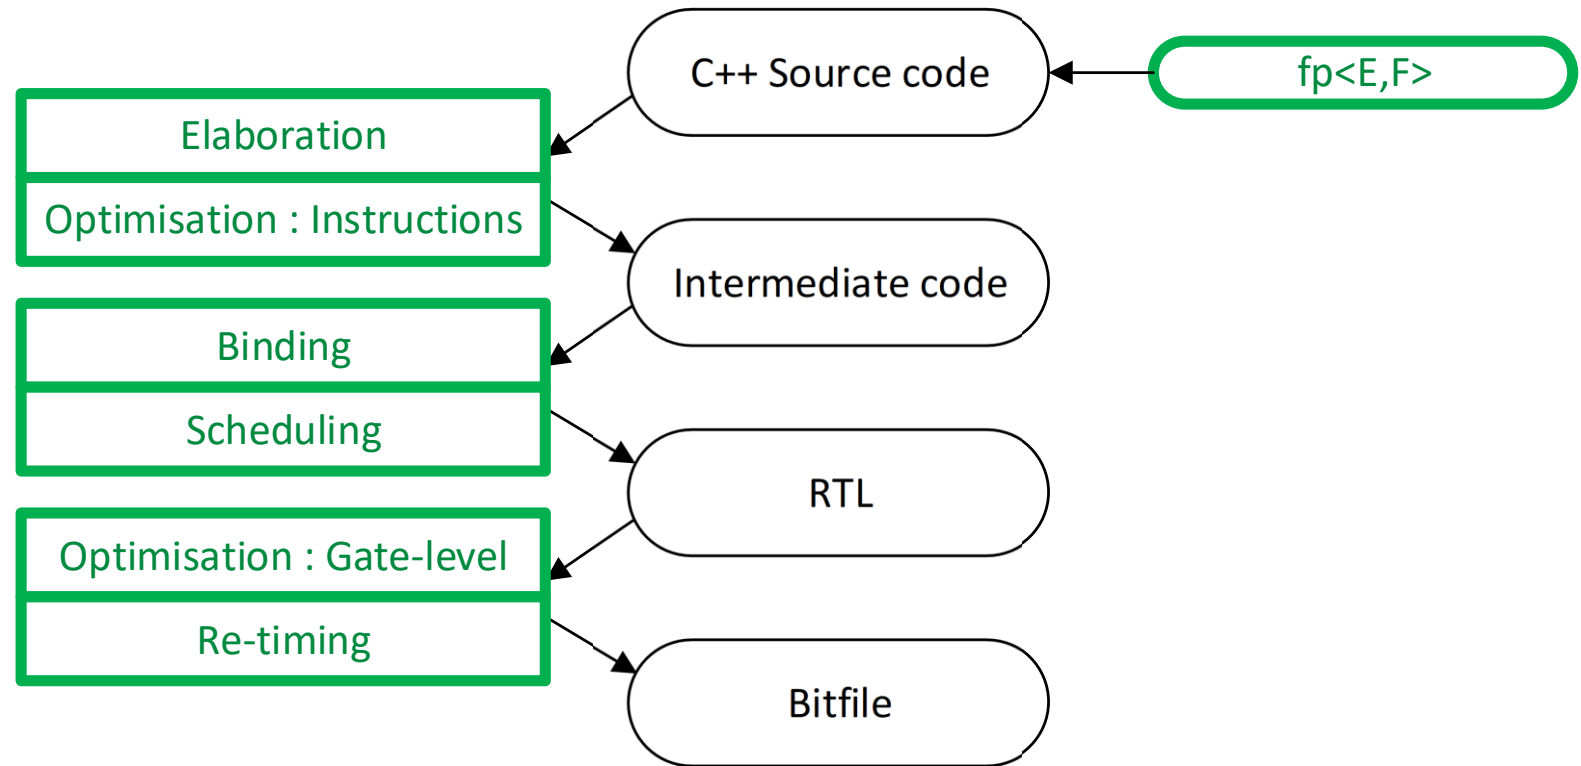 C++ Source code
fp<E,F>
Elaboration
Optimisation : Instructions
Intermediate code
Binding
Scheduling
RTL
Optimisation : Gate-level
Re-timing
Bitfile